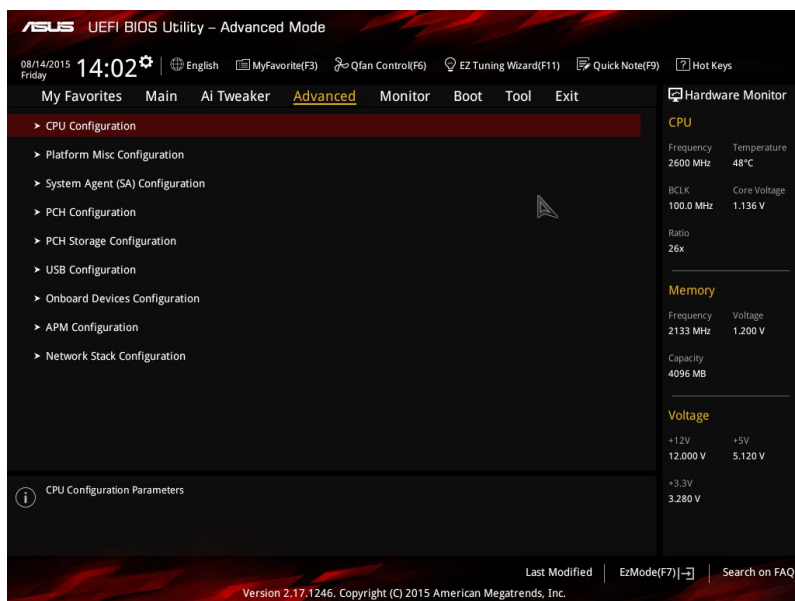 ASUS UEFI BIOS Utility – Advanced Mode
08/14/2015
Friday
14:02
English
MyFavorite(F3)
Qfan Control(F6)
EZ Tuning Wizard(F11)
Quick Note(F9)
? Hot Keys
My Favorites Main Ai Tweaker Advanced Monitor Boot Tool Exit
> CPU Configuration
> Platform Misc Configuration
> System Agent (SA) Configuration
> PCH Configuration
> PCH Storage Configuration
> USB Configuration
> Onboard Devices Configuration
> APM Configuration
> Network Stack Configuration
i CPU Configuration Parameters
Hardware Monitor
CPU
Frequency Temperature
2600 MHz 48°C
BCLK Core Voltage
100.0 MHz 1.136 V
Ratio
26x
Memory
Frequency Voltage
2133 MHz 1.200 V
Capacity
4096 MB
Voltage
+12V +5V
12.000 V 5.120 V
+3.3V
3.280 V
Last Modified
EzMode(F7)
Search on FAQ
Version 2.17.1246. Copyright (C) 2015 American Megatrends, Inc.